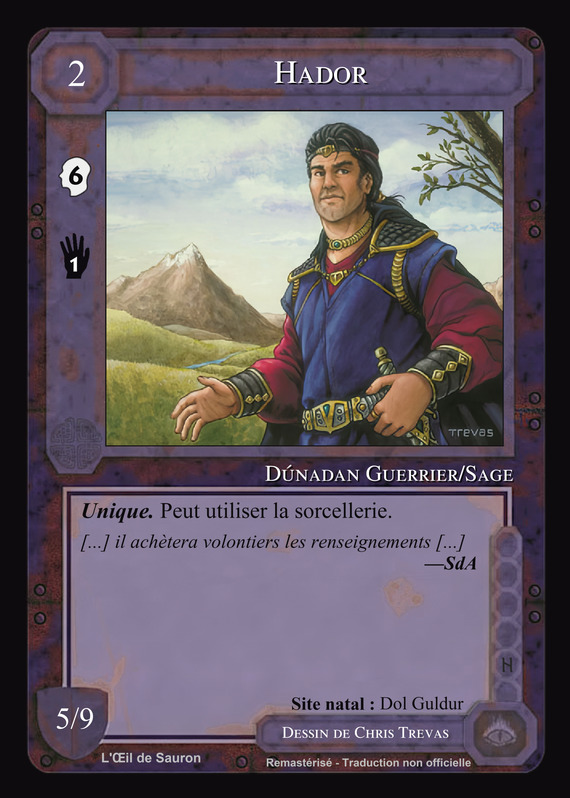 2
HADOR
6
1
TREVAS
DÚNADAN GUERRIER/SAGE
Unique. Peut utiliser la sorcellerie.
[...] il achètera volontiers les renseignements [...]
—SdA
Site natal : Dol Guldur
5/9
DESSIN DE CHRIS TREVAS
L'Œil de Sauron
Remastérisé - Traduction non officielle